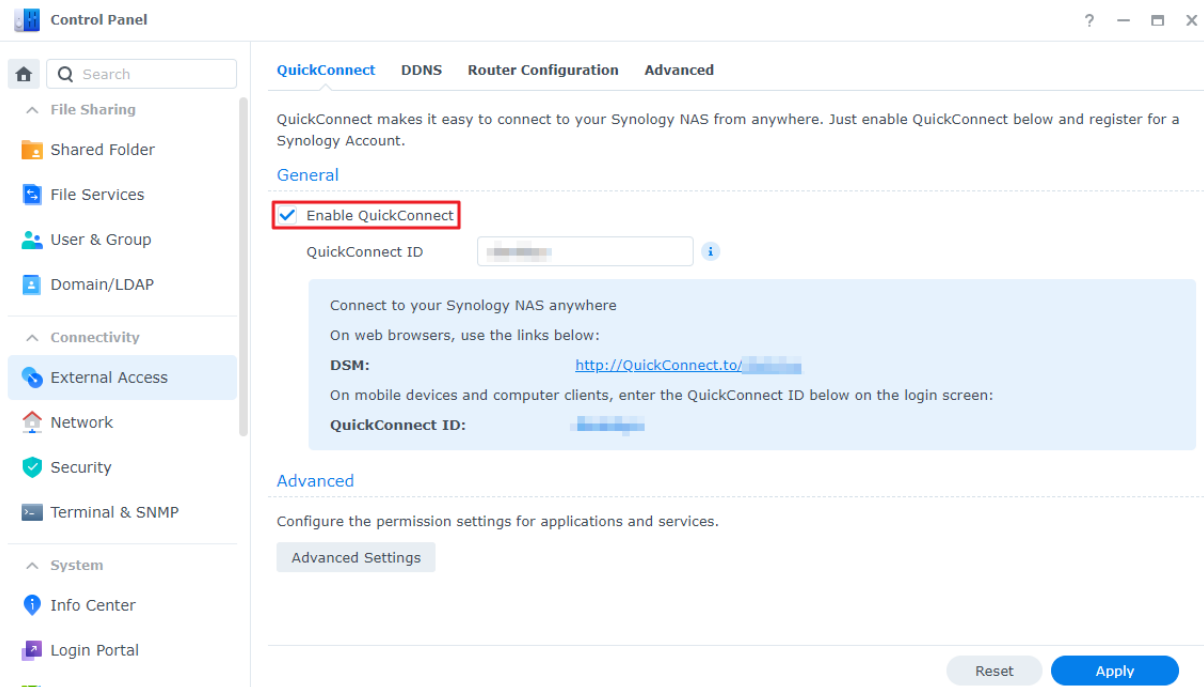 Control Panel
?
Search
File Sharing
Shared Folder
File Services
User & Group
Domain/LDAP
Connectivity
External Access
Network
Security
Terminal & SNMP
System
Info Center
Login Portal
QuickConnect DDNS Router Configuration Advanced
QuickConnect makes it easy to connect to your Synology NAS from anywhere. Just enable QuickConnect below and register for a
Synology Account.
General
Enable QuickConnect
QuickConnect ID
Connect to your Synology NAS anywhere
On web browsers, use the links below:
DSM: http://QuickConnect.to/
On mobile devices and computer clients, enter the QuickConnect ID below on the login screen:
QuickConnect ID:
Advanced
Configure the permission settings for applications and services.
Advanced Settings
Reset Apply